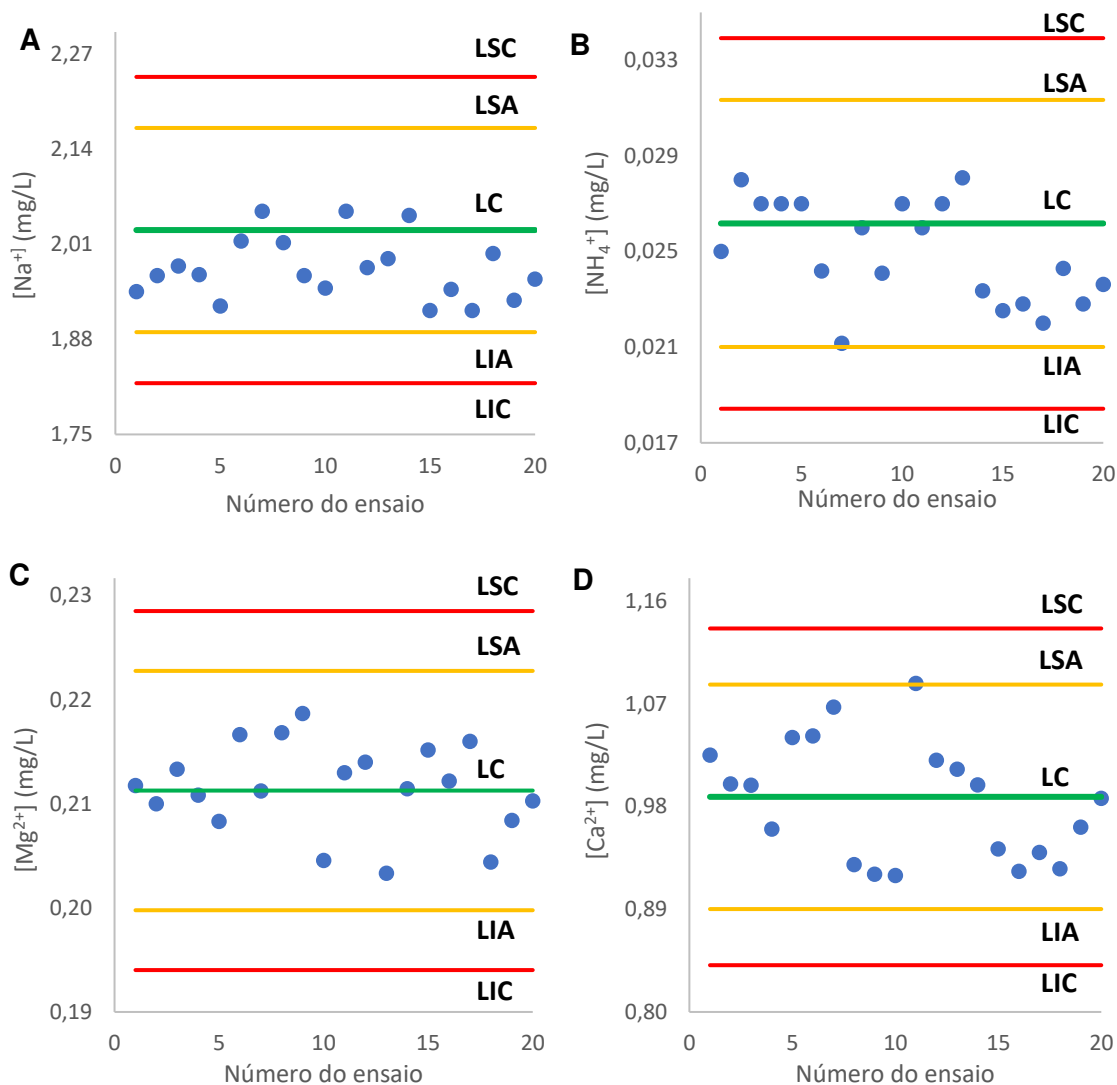 A
[Na⁺] (mg/L)
2,27
2,14
2,01
1,88
1,75
LSC
LSA
LC
LIA
LIC
0 5 10 15 20
Número do ensaio
B
[NH₄⁺] (mg/L)
0,033
0,029
0,025
0,021
0,017
LSC
LSA
LC
LIA
LIC
0 5 10 15 20
Número do ensaio
C
[Mg²⁺] (mg/L)
0,23
0,22
0,21
0,20
0,19
LSC
LSA
LC
LIA
LIC
0 5 10 15 20
Número do ensaio
D
[Ca²⁺] (mg/L)
1,16
1,07
0,98
0,89
0,80
LSC
LSA
LC
LIA
LIC
0 5 10 15 20
Número do ensaio